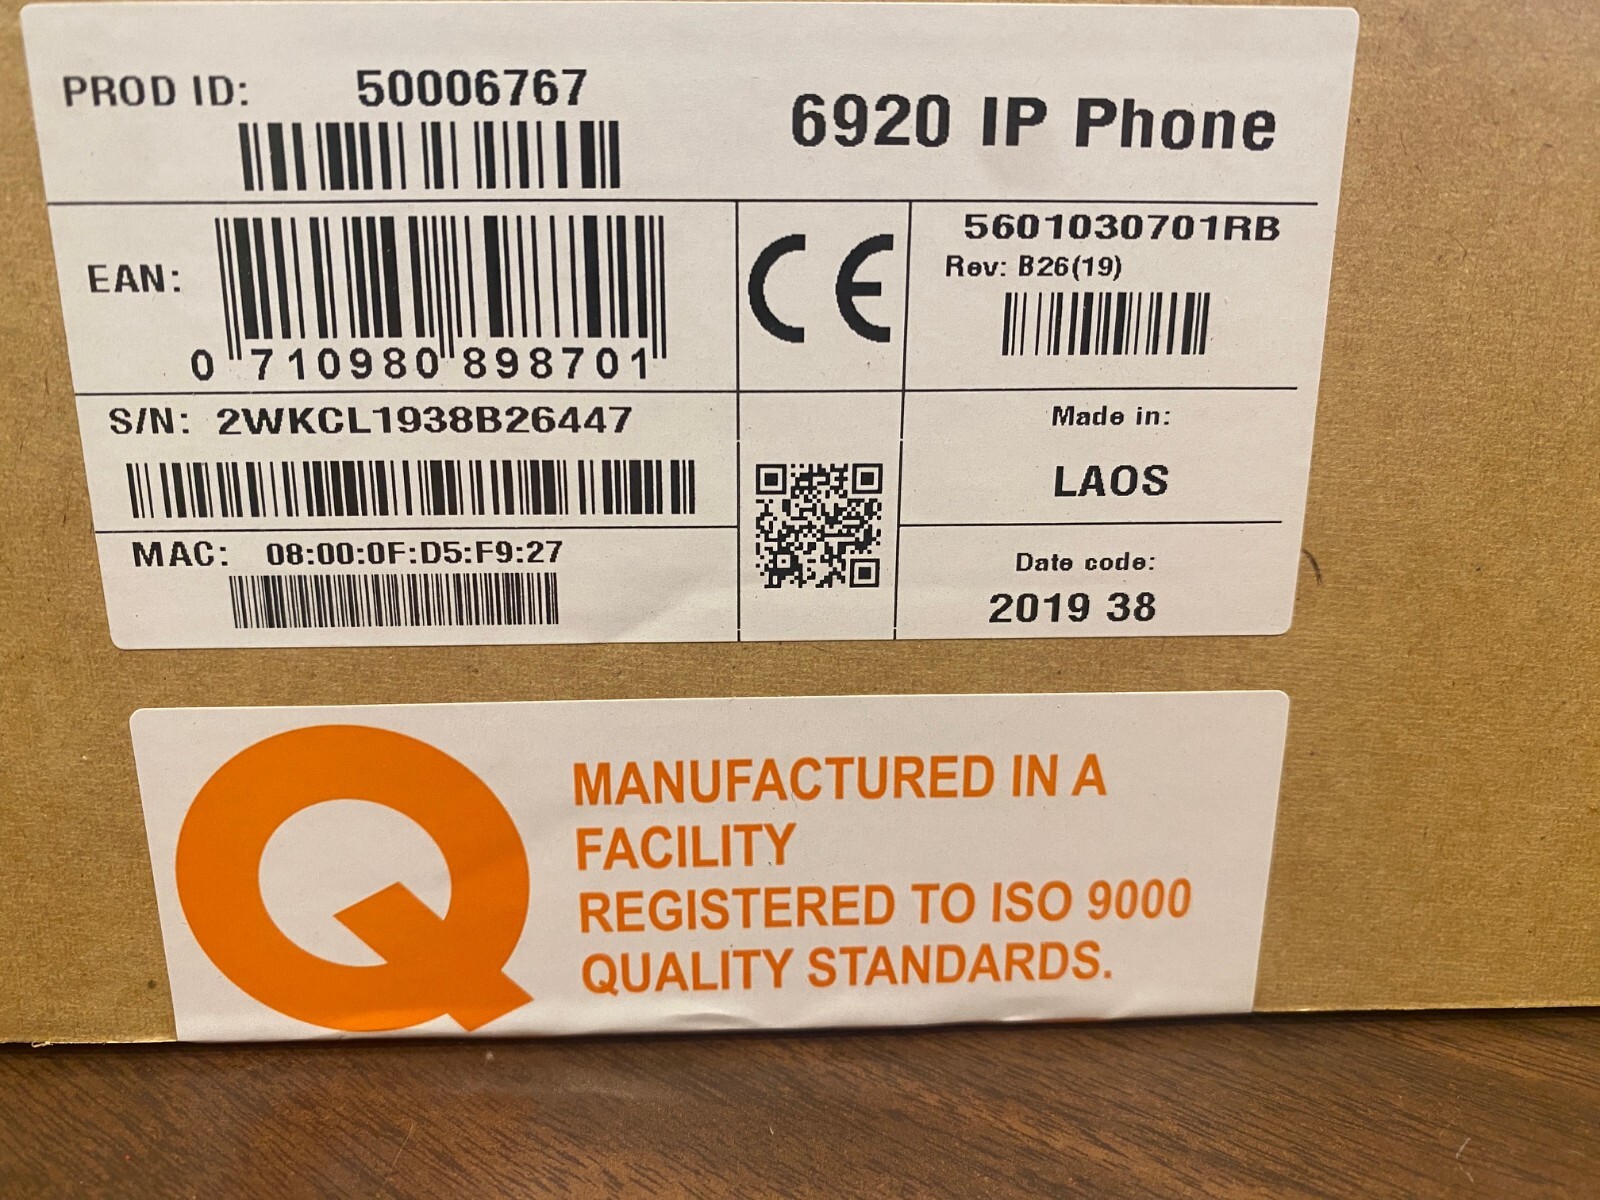 PROD ID: 50006767
6920 IP Phone
EAN:
0 710980 898701
CE
5601030701RB
Rev: B26(19)
S/N: 2WKCL1938B26447
Made in:
LAOS
MAC: 08:00:0F:D5:F9:27
Date code:
2019 38
Q
MANUFACTURED IN A
FACILITY
REGISTERED TO ISO 9000
QUALITY STANDARDS.